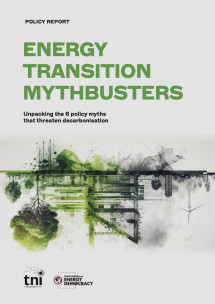 POLICY REPORT
ENERGY
TRANSITION
MYTHBUSTERS
Unpacking the 6 policy myths
that threaten decarbonisation
tni
ENERGY
DEMOCRACY